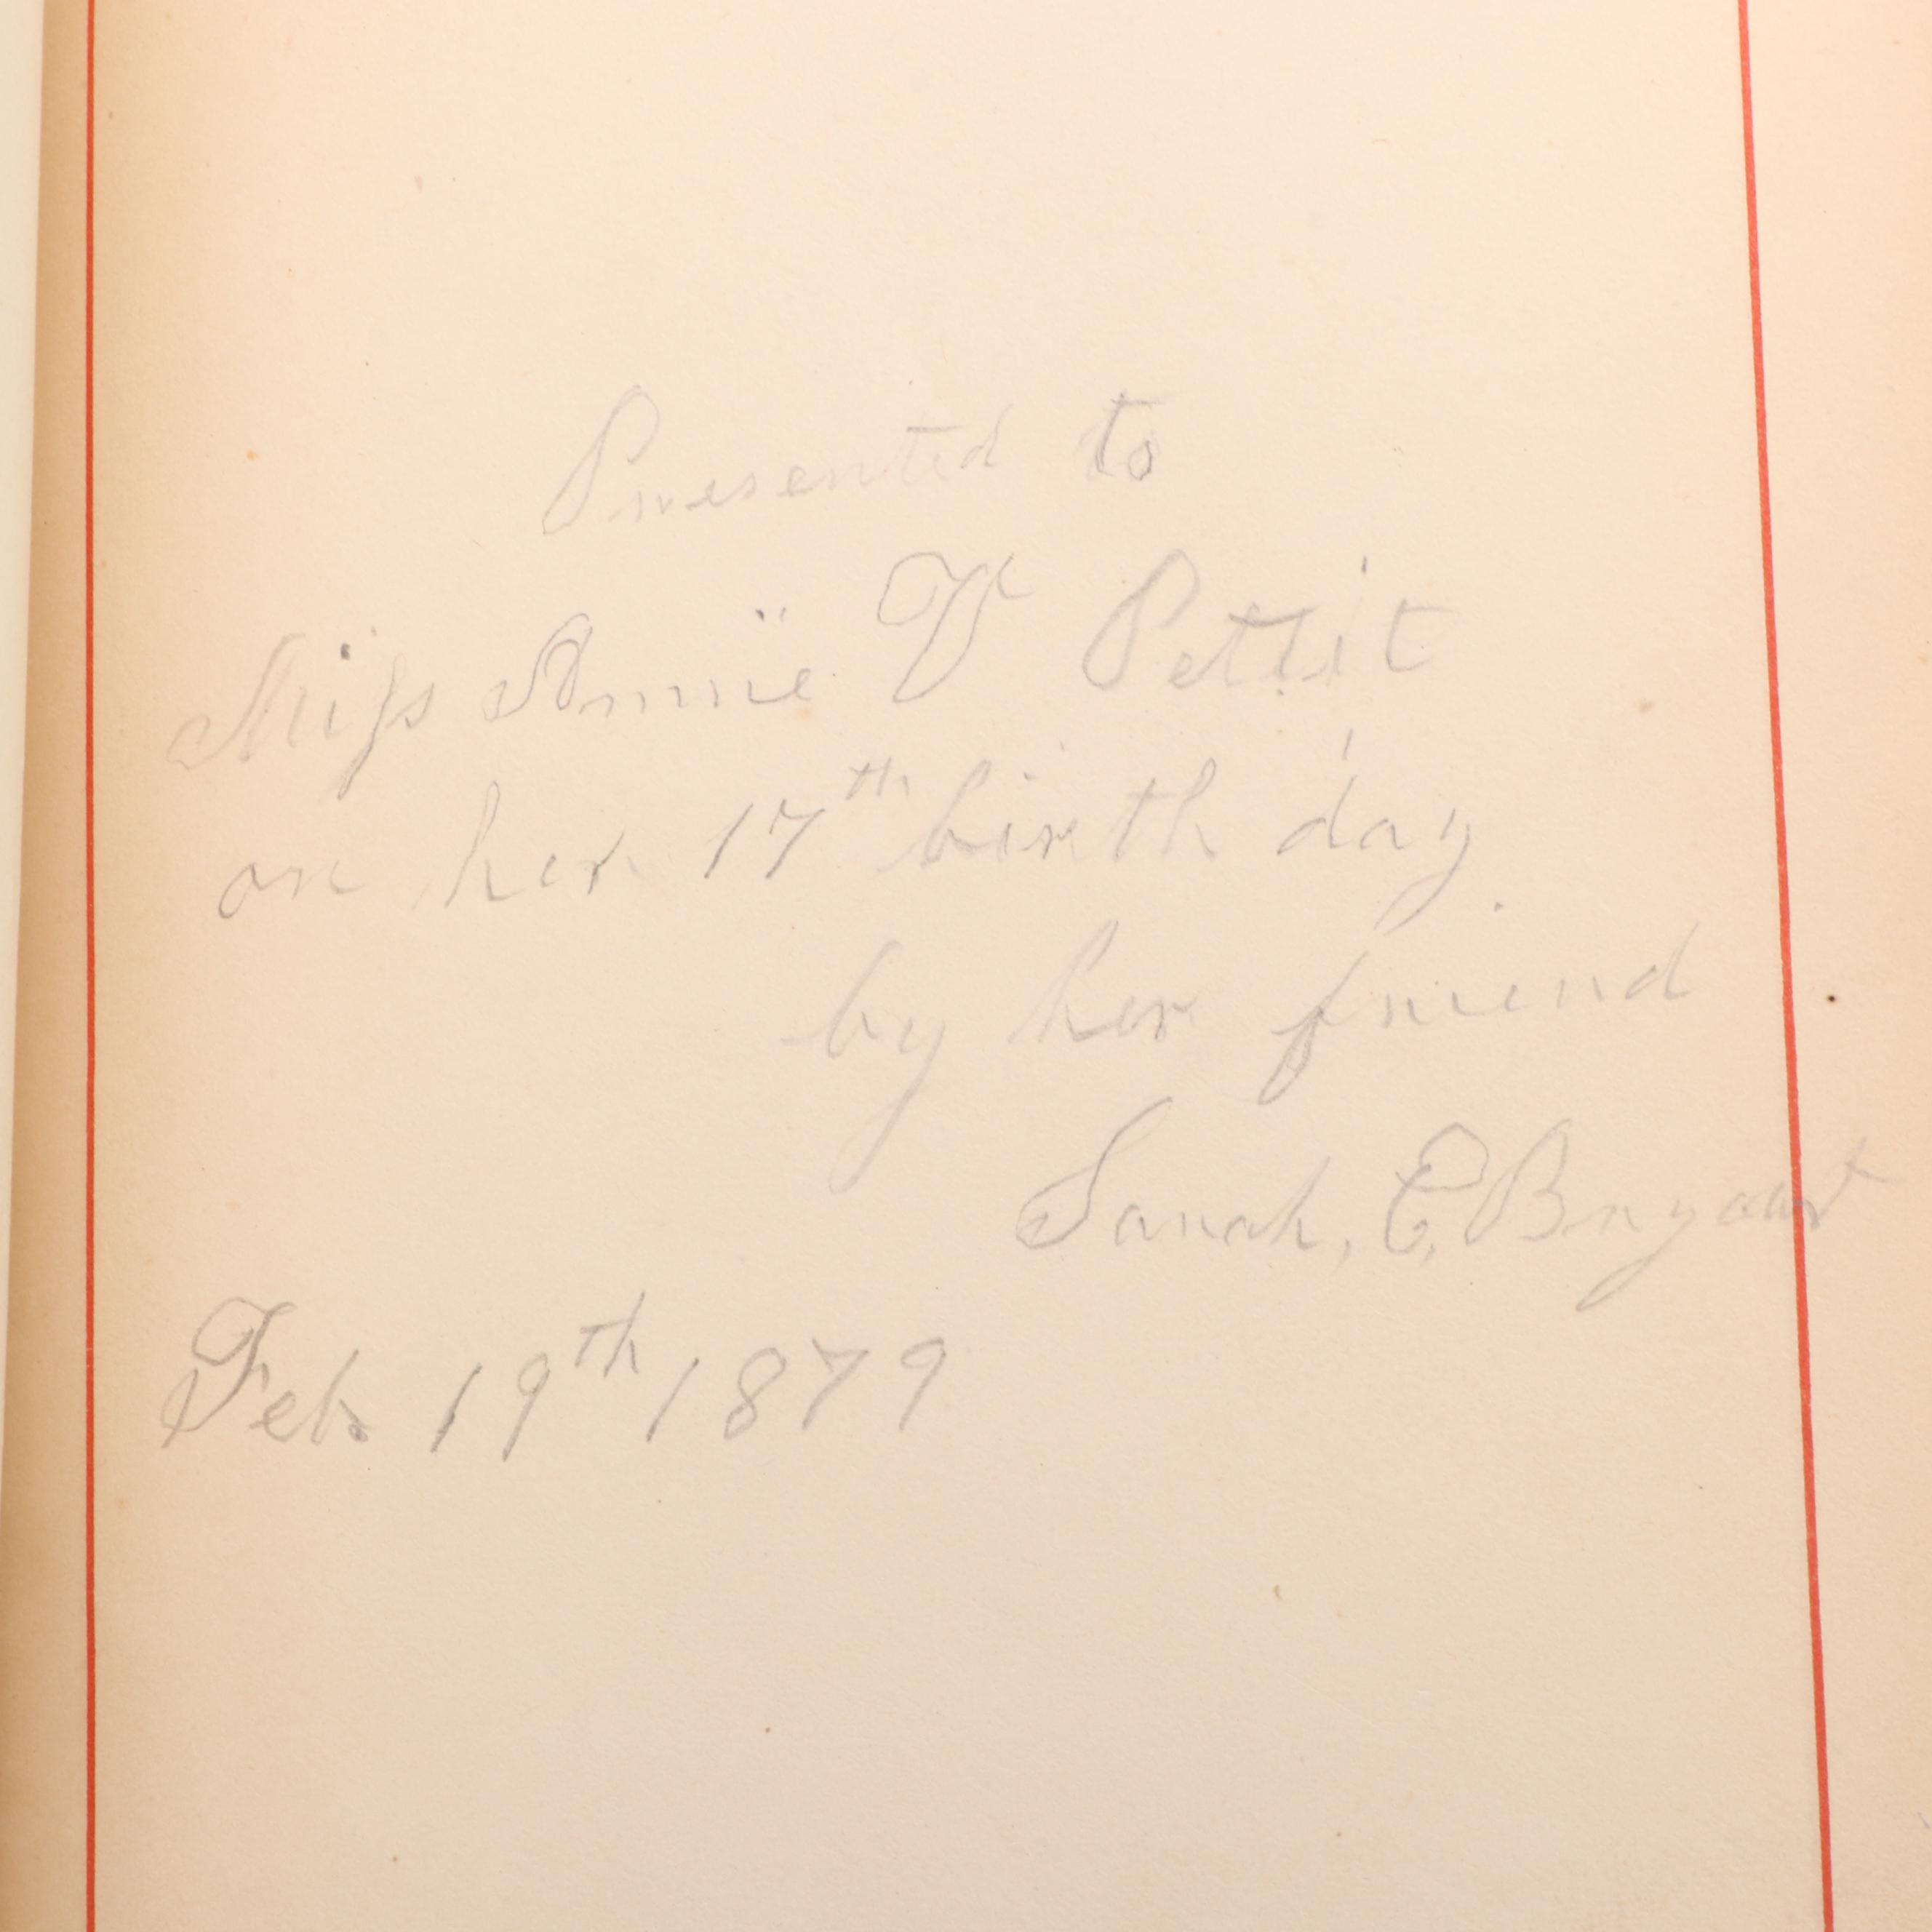 Presented to
Miss Annie V Pettit
on her 17th birth day
by her friend
Sarah, C, Bryant
Feb. 19th 1879